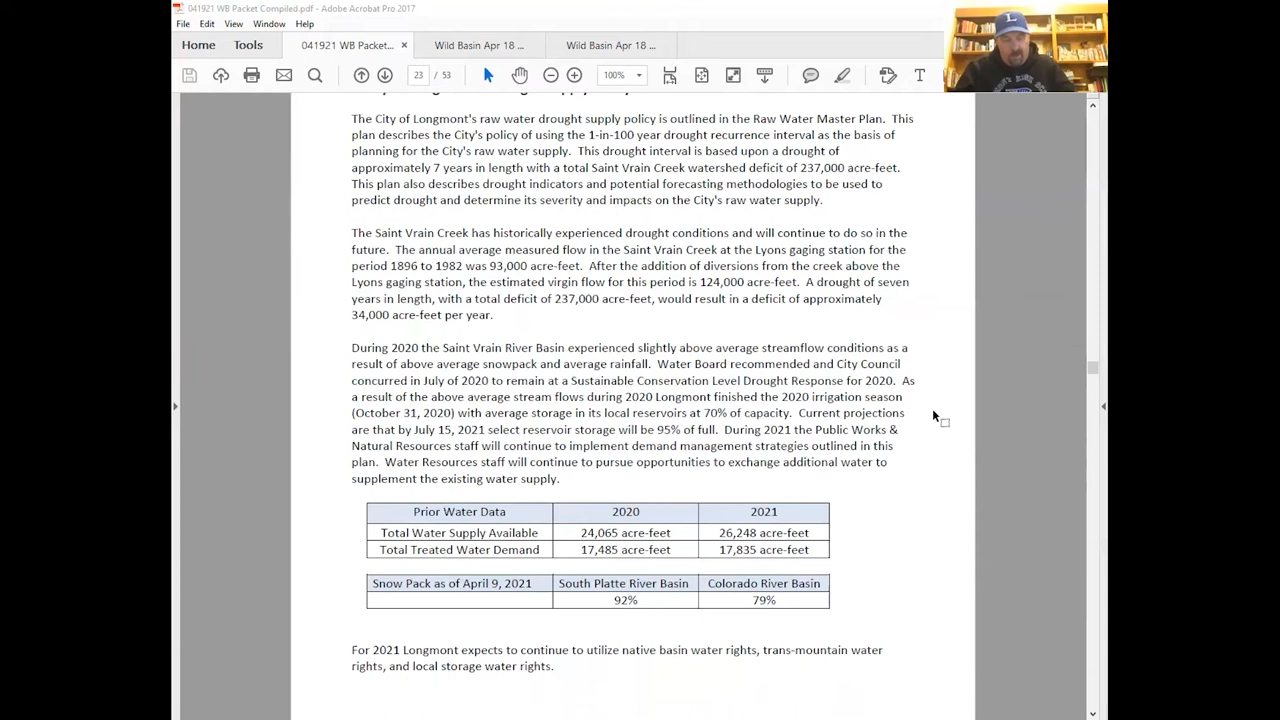 041921 WB Packet Compiled.pdf - Adobe Acrobat Pro 2017
File Edit View Window Help
Home Tools 041921 WB Packet... × Wild Basin Apr 18 ... Wild Basin Apr 18 ...
23 / 53 100%
L
The City of Longmont's raw water drought supply policy is outlined in the Raw Water Master Plan. This
plan describes the City's policy of using the 1-in-100 year drought recurrence interval as the basis of
planning for the City's raw water supply. This drought interval is based upon a drought of
approximately 7 years in length with a total Saint Vrain Creek watershed deficit of 237,000 acre-feet.
This plan also describes drought indicators and potential forecasting methodologies to be used to
predict drought and determine its severity and impacts on the City's raw water supply.
The Saint Vrain Creek has historically experienced drought conditions and will continue to do so in the
future. The annual average measured flow in the Saint Vrain Creek at the Lyons gaging station for the
period 1896 to 1982 was 93,000 acre-feet. After the addition of diversions from the creek above the
Lyons gaging station, the estimated virgin flow for this period is 124,000 acre-feet. A drought of seven
years in length, with a total deficit of 237,000 acre-feet, would result in a deficit of approximately
34,000 acre-feet per year.
During 2020 the Saint Vrain River Basin experienced slightly above average streamflow conditions as a
result of above average snowpack and average rainfall. Water Board recommended and City Council
concurred in July of 2020 to remain at a Sustainable Conservation Level Drought Response for 2020. As
a result of the above average stream flows during 2020 Longmont finished the 2020 irrigation season
(October 31, 2020) with average storage in its local reservoirs at 70% of capacity. Current projections
are that by July 15, 2021 select reservoir storage will be 95% of full. During 2021 the Public Works &
Natural Resources staff will continue to implement demand management strategies outlined in this
plan. Water Resources staff will continue to pursue opportunities to exchange additional water to
supplement the existing water supply.
Prior Water Data 2020 2021
Total Water Supply Available 24,065 acre-feet 26,248 acre-feet
Total Treated Water Demand 17,485 acre-feet 17,835 acre-feet
Snow Pack as of April 9, 2021 South Platte River Basin Colorado River Basin
92% 79%
For 2021 Longmont expects to continue to utilize native basin water rights, trans-mountain water
rights, and local storage water rights.